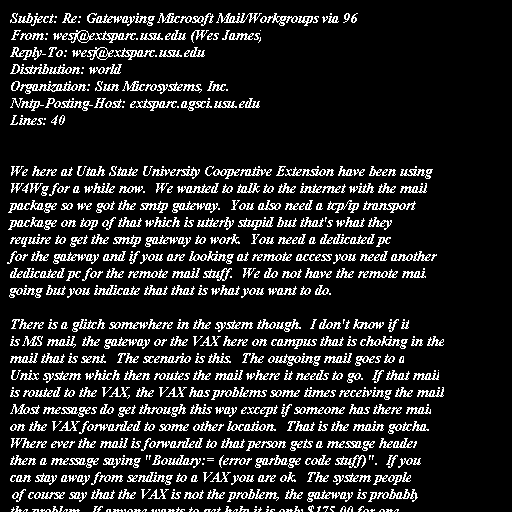 Subject: Re: Gatewaying Microsoft Mail/Workgroups via 96
From: wesj@extsparc.usu.edu (Wes James)
Reply-To: wesj@extsparc.usu.edu
Distribution: world
Organization: Sun Microsystems, Inc.
Nntp-Posting-Host: extsparc.agsci.usu.edu
Lines: 40
We here at Utah State University Cooperative Extension have been using
W4Wg for a while now.  We wanted to talk to the internet with the mail
package so we got the smtp gateway.  You also need a tcp/ip transport
package on top of that which is utterly stupid but that's what they
require to get the smtp gateway to work.  You need a dedicated pc
for the gateway and if you are looking at remote access you need another
dedicated pc for the remote mail stuff.  We do not have the remote mail
going but you indicate that that is what you want to do.
There is a glitch somewhere in the system though.  I don't know if it
is MS mail, the gateway or the VAX here on campus that is choking in the
mail that is sent.  The scenario is this.  The outgoing mail goes to a
Unix system which then routes the mail where it needs to go.  If that mail
is routed to the VAX, the VAX has problems some times receiving the mail
Most messages do get through this way except if someone has there mail
on the VAX forwarded to some other location.  That is the main gotcha.
Where ever the mail is forwarded to that person gets a message header
then a message saying "Boudary:= (error garbage code stuff)".  If you
can stay away from sending to a VAX you are ok.  The system people
of course say that the VAX is not the problem, the gateway is probably
the problem.  If anyone wants to get help it is only $175.00 for one